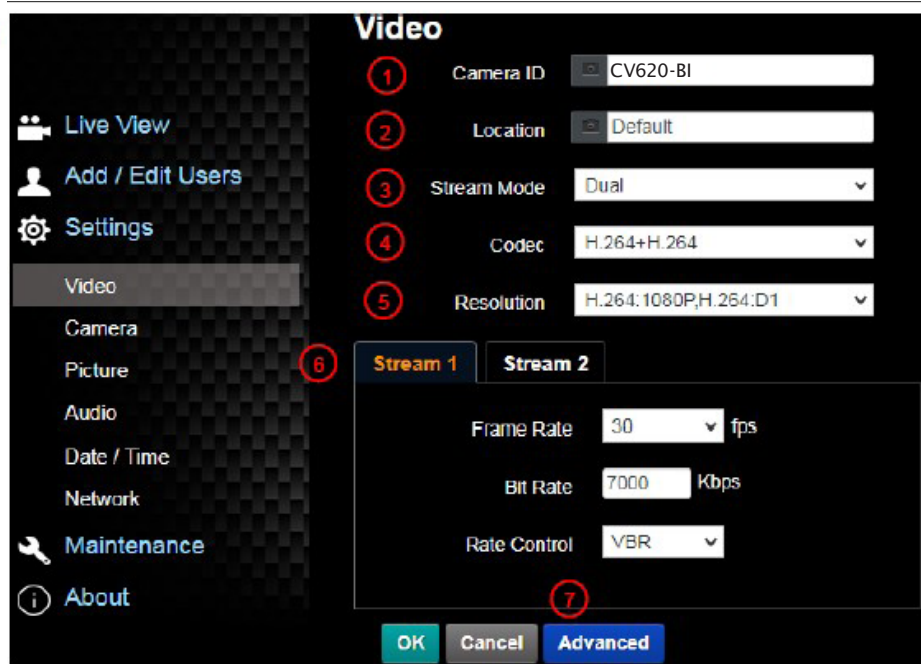 Video
1 Camera ID CV620-BI
2 Location Default
3 Stream Mode Dual
4 Codec H.264+H.264
5 Resolution H.264:1080P;H.264:D1
6 Stream 1 Stream 2
Frame Rate 30 fps
Bit Rate 7000 Kbps
Rate Control VBR
7
OK Cancel Advanced
Live View
Add / Edit Users
Settings
Video
Camera
Picture
Audio
Date / Time
Network
Maintenance
About